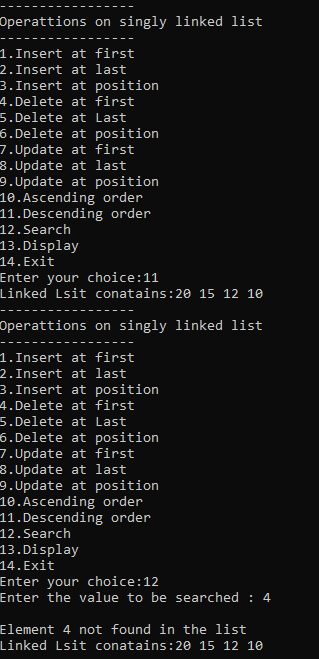 -----------------
Operattions on singly linked list
-----------------
1.Insert at first
2.Insert at last
3.Insert at position
4.Delete at first
5.Delete at Last
6.Delete at position
7.Update at first
8.Update at last
9.Update at position
10.Ascending order
11.Descending order
12.Search
13.Display
14.Exit
Enter your choice:11
Linked Lsit conatains:20 15 12 10
-----------------
Operattions on singly linked list
-----------------
1.Insert at first
2.Insert at last
3.Insert at position
4.Delete at first
5.Delete at Last
6.Delete at position
7.Update at first
8.Update at last
9.Update at position
10.Ascending order
11.Descending order
12.Search
13.Display
14.Exit
Enter your choice:12
Enter the value to be searched : 4
Element 4 not found in the list
Linked Lsit conatains:20 15 12 10